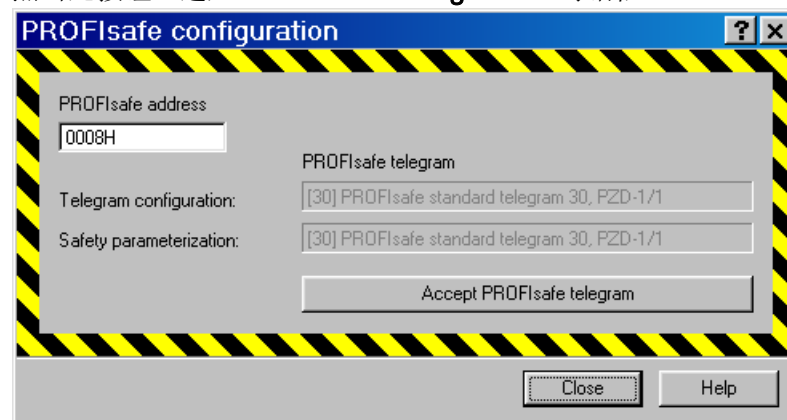 PROFIsafe configuration
PROFIsafe address
0008H
PROFIsafe telegram
Telegram configuration:
[30] PROFIsafe standard telegram 30, PZD-1/1
Safety parameterization:
[30] PROFIsafe standard telegram 30, PZD-1/1
Accept PROFIsafe telegram
Close
Help